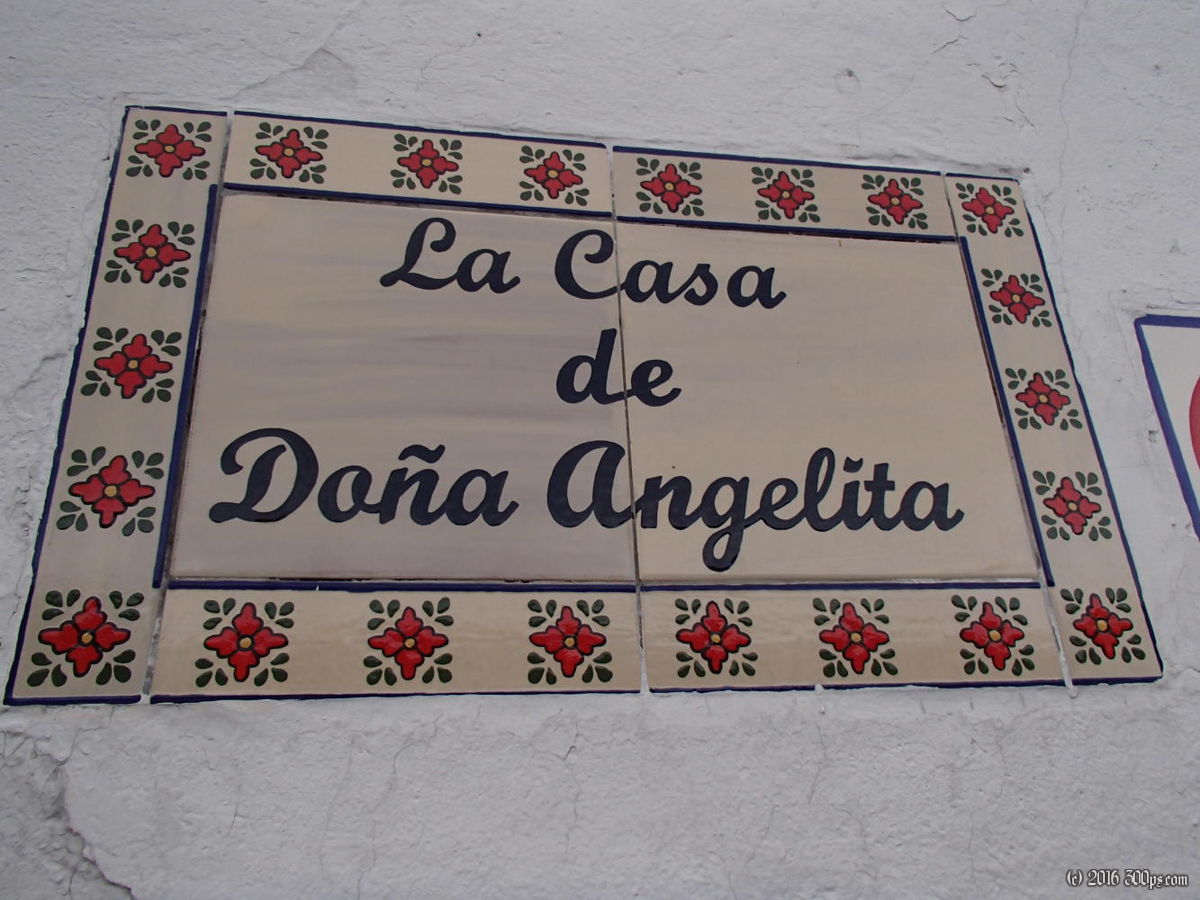 La Casa
de
Doña Angelita
(c) 2016 300ps.com